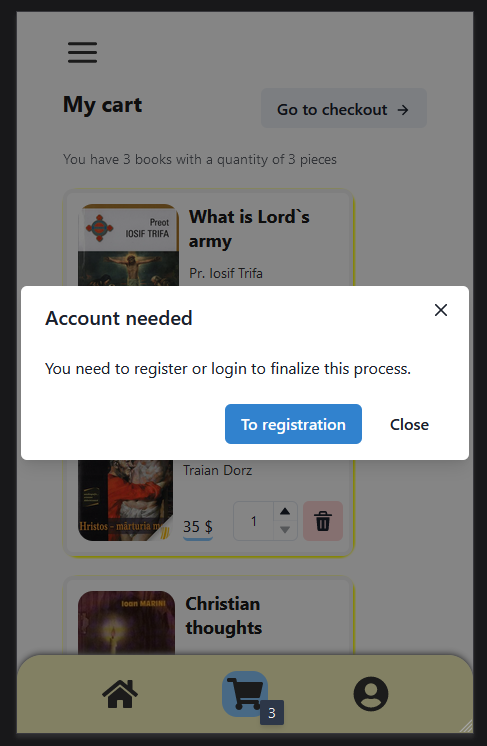 My cart
Go to checkout →
You have 3 books with a quantity of 3 pieces
Preot
IOSIF TRIFA
What is Lord`s
army
Pr. Iosif Trifa
Account needed
You need to register or login to finalize this process.
To registration
Close
Traian Dorz
Hristos – mărturia m
35 $
1
Ioan MARINI
Christian
thoughts
3